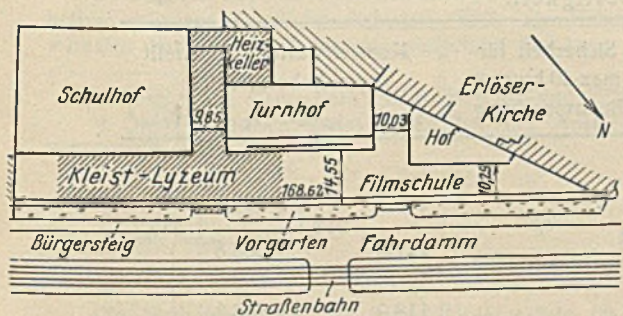 Heiz-
keller
Schulhof
9,85
Turnhof
10,03
Hof
Erlöser-
Kirche
N
Kleist-Lyzeum
168.62
14,55
Filmschule
10,25
Bürgersteig
Vorgarten
Fahrdamm
Straßenbahn